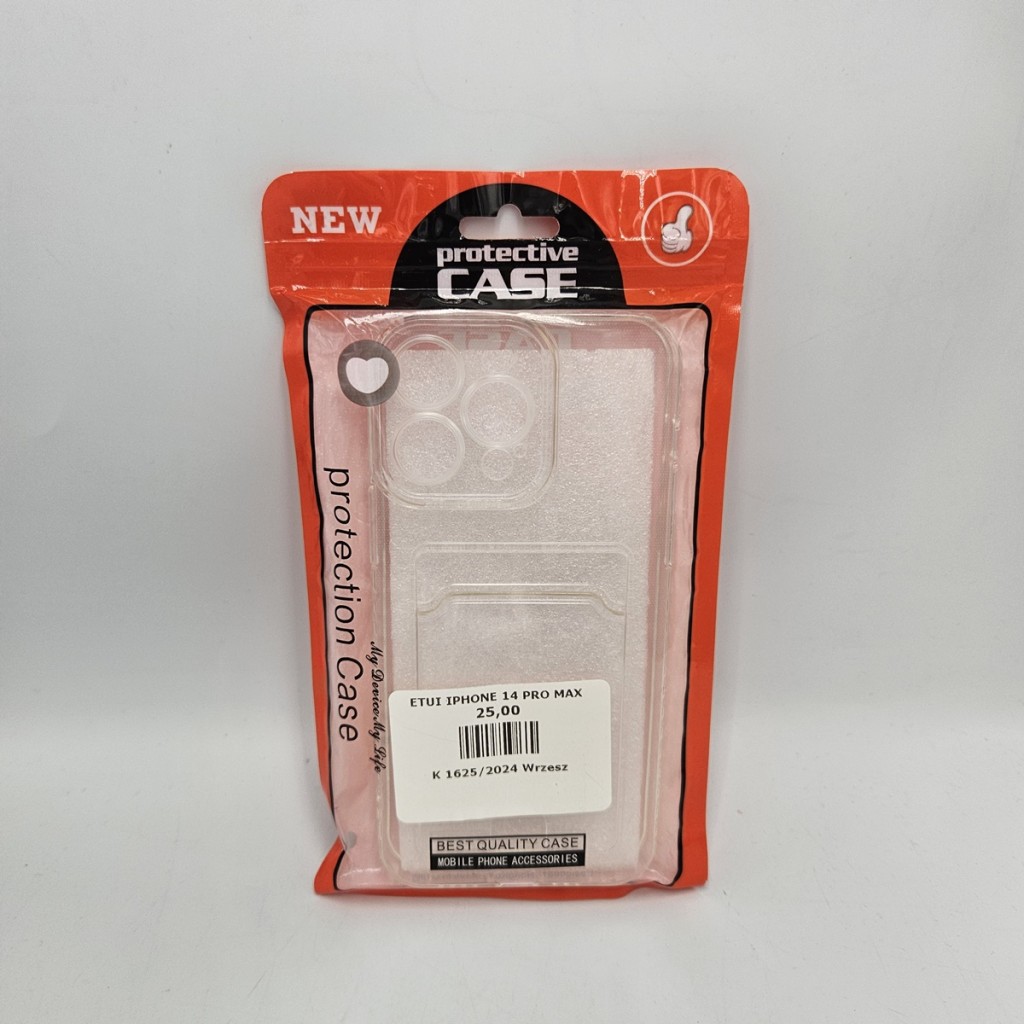 NEW
protective
CASE
protection Case
My Device My Life
ETUI IPHONE 14 PRO MAX
25,00
K 1625/2024 Wrzesz
BEST QUALITY CASE
MOBILE PHONE ACCESSORIES